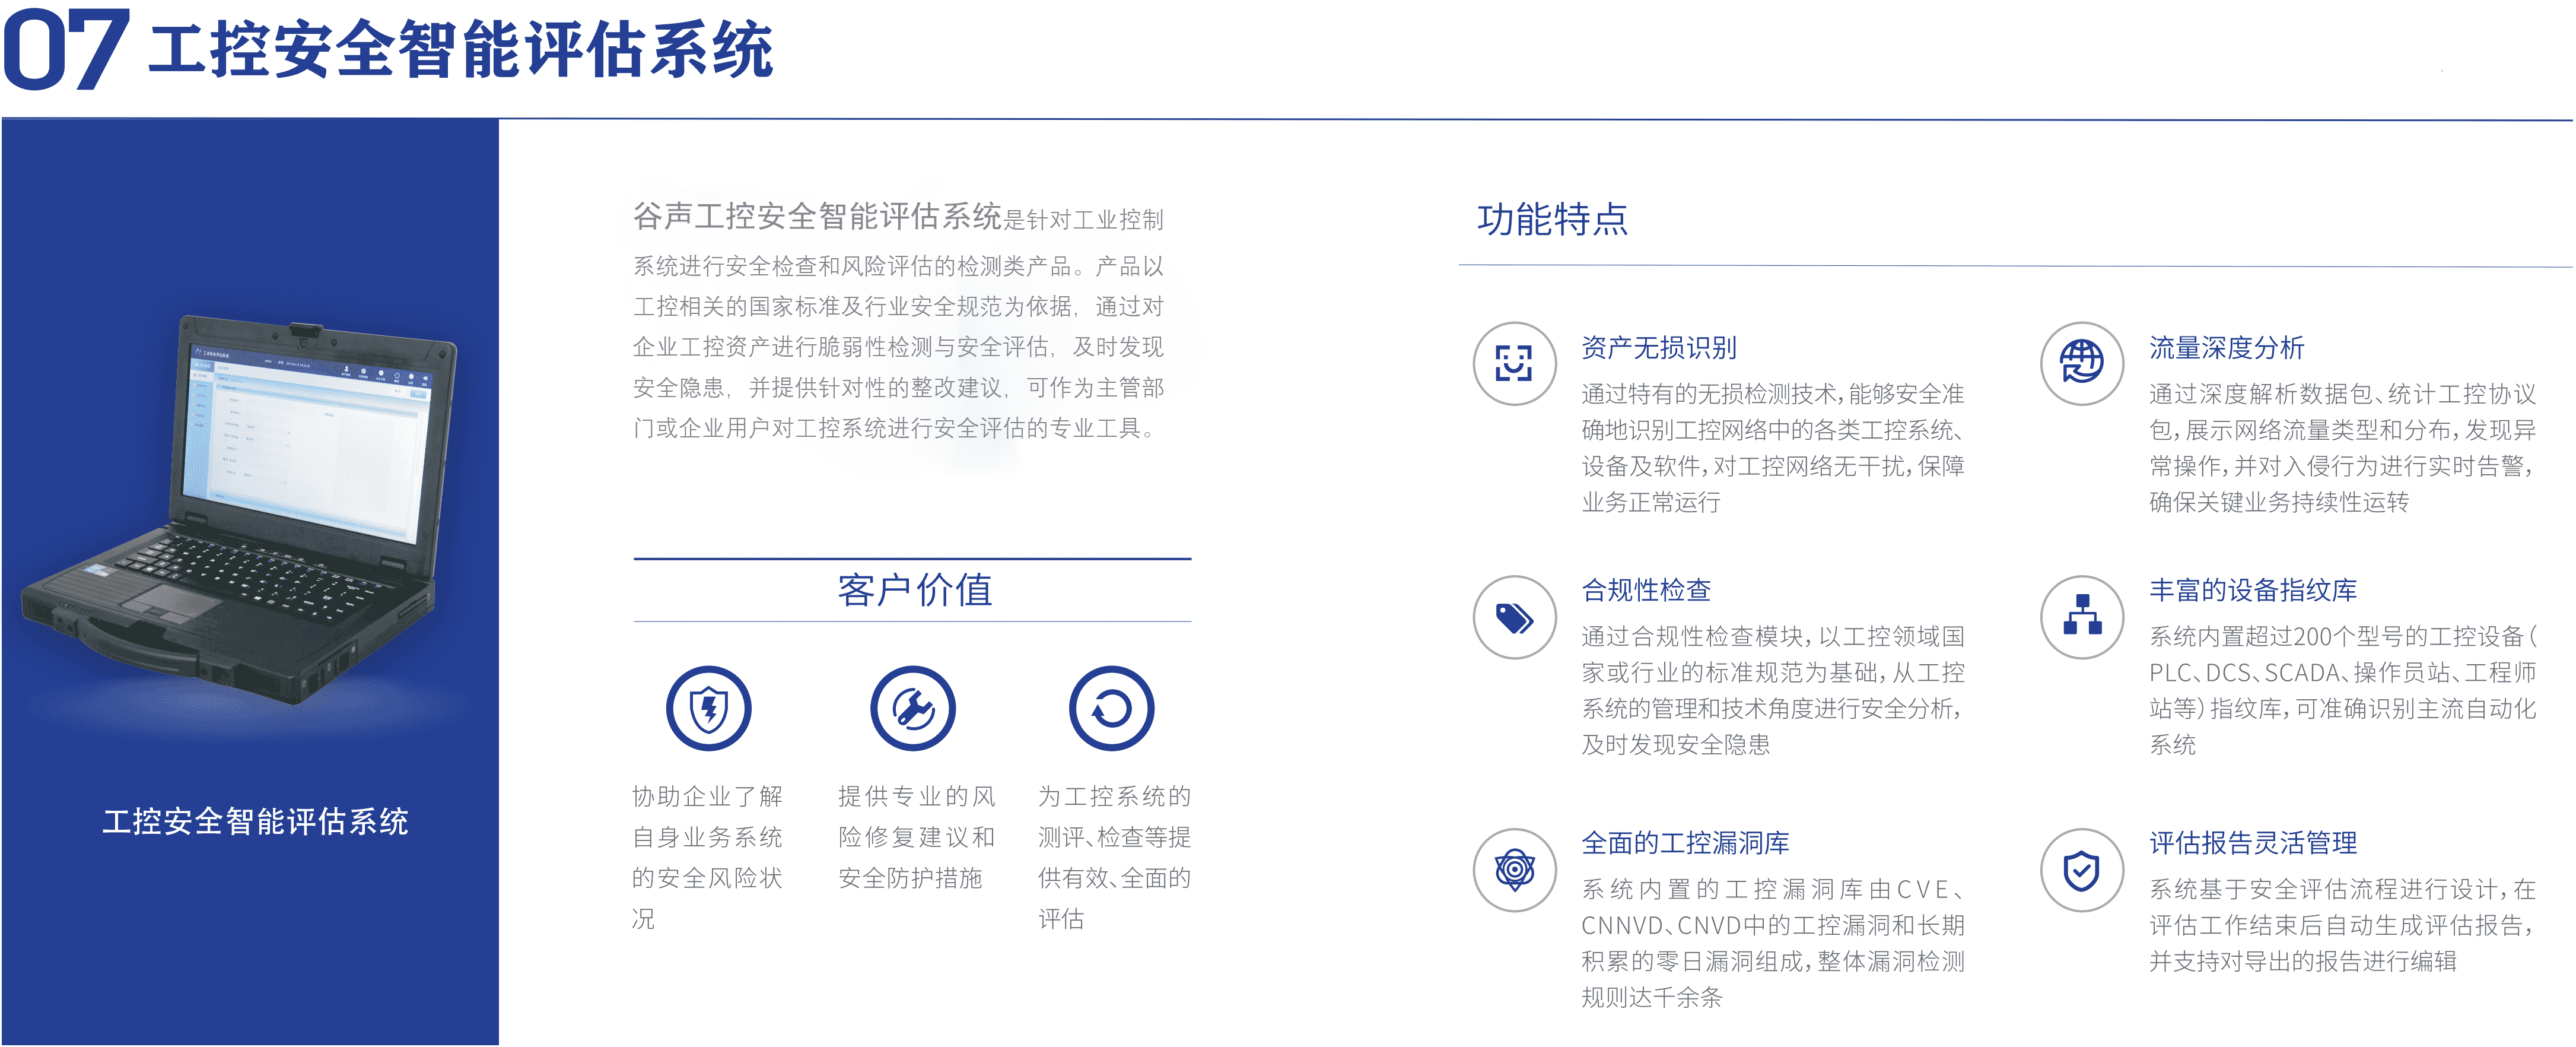 07 工控安全智能评估系统
工控安全智能评估系统
谷声工控安全智能评估系统是针对工业控制
系统进行安全检查和风险评估的检测类产品。产品以
工控相关的国家标准及行业安全规范为依据，通过对
企业工控资产进行脆弱性检测与安全评估，及时发现
安全隐患，并提供针对性的整改建议，可作为主管部
门或企业用户对工控系统进行安全评估的专业工具。
客户价值
协助企业了解
自身业务系统
的安全风险状
况
提供专业的风
险修复建议和
安全防护措施
为工控系统的
测评、检查等提
供有效、全面的
评估
功能特点
资产无损识别
通过特有的无损检测技术，能够安全准
确地识别工控网络中的各类工控系统、
设备及软件，对工控网络无干扰，保障
业务正常运行
流量深度分析
通过深度解析数据包、统计工控协议
包，展示网络流量类型和分布，发现异
常操作，并对入侵行为进行实时告警，
确保关键业务持续性运转
合规性检查
通过合规性检查模块，以工控领域国
家或行业的标准规范为基础，从工控
系统的管理和技术角度进行安全分析，
及时发现安全隐患
丰富的设备指纹库
系统内置超过200个型号的工控设备（
PLC、DCS、SCADA、操作员站、工程师
站等）指纹库，可准确识别主流自动化
系统
全面的工控漏洞库
系统内置的工控漏洞库由CVE、
CNNVD、CNVD中的工控漏洞和长期
积累的零日漏洞组成，整体漏洞检测
规则达千余条
评估报告灵活管理
系统基于安全评估流程进行设计，在
评估工作结束后自动生成评估报告，
并支持对导出的报告进行编辑